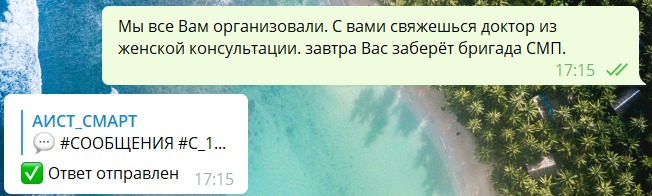 Мы все Вам организовали. С вами свяжешься доктор из
женской консультации. завтра Вас заберёт бригада СМП.
17:15
АИСТ_СМАРТ
💬 #СООБЩЕНИЯ #С_1...
✅ Ответ отправлен 17:15